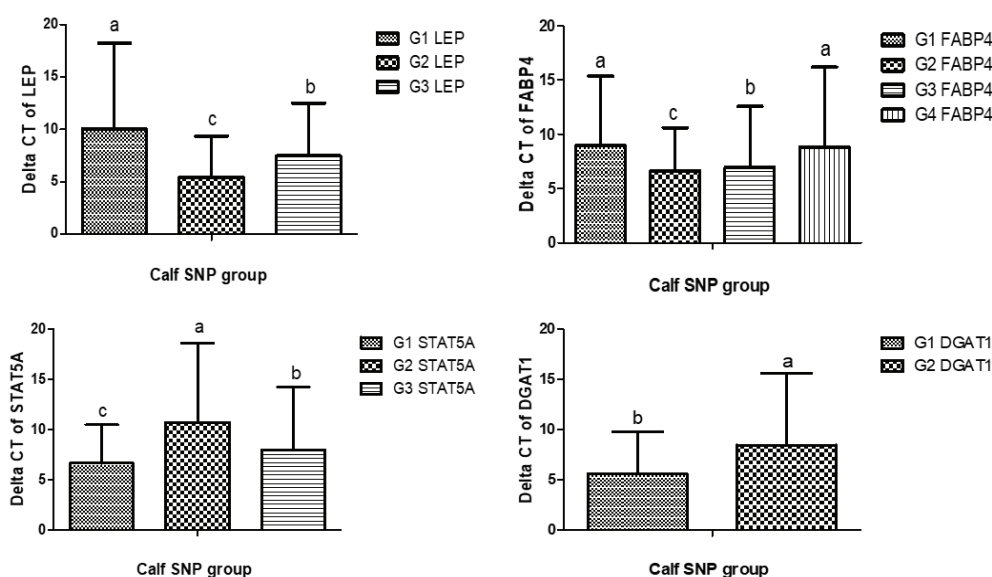 Delta CT of LEP
20
15
10
5
0
a
c
b
Calf SNP group
G1 LEP
G2 LEP
G3 LEP
Delta CT of FABP4
20
15
10
5
0
a
c
b
a
Calf SNP group
G1 FABP4
G2 FABP4
G3 FABP4
G4 FABP4
Delta CT of STAT5A
20
15
10
5
0
c
a
b
Calf SNP group
G1 STAT5A
G2 STAT5A
G3 STAT5A
Delta CT of DGAT1
20
15
10
5
0
b
a
Calf SNP group
G1 DGAT1
G2 DGAT1